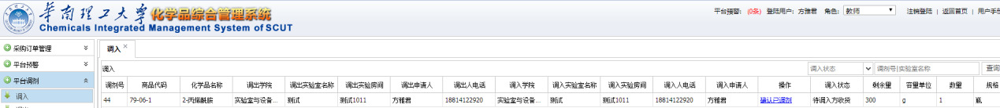 華南理工大學 化学品综合管理系统
Chemicals Integrated Management System of SCUT
平台预警: (0条) 登陆用户: 方雅君 角色: 教师 注销登陆 | 返回首页 | 用户手册
采购订单管理
平台预警
平台调剂
调入
调入
调入
调入状态 调剂号|实验室名称 查询
调剂号 商品代码 化学品名称 调出学院 调出实验室名称 调出实验房间 调出申请人 调出人电话 调入学院 调入实验室名称 调入实验房间 调入人电话 调入申请人 操作 调入状态 剩余量 容量单位 数量 规格
44 79-06-1 2-丙烯酰胺 实验室与设备... 测试 测试1011 方雅君 18814122920 实验室与设备... 测试 测试1011 18814122920 方雅君 确认已调剂 待调入方收货 300 g 1 瓶